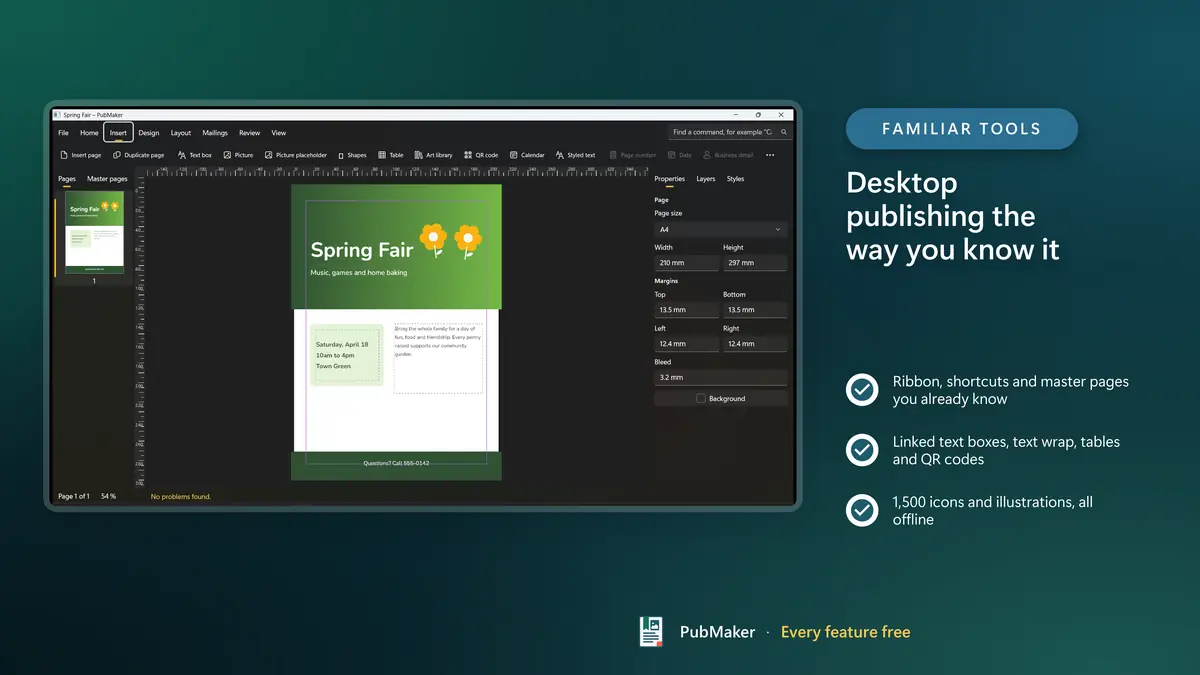 Spring Fair – PubMaker
File Home Insert Design Layout Mailings Review View
Find a command, for example "C
Insert page Duplicate page Text box Picture Picture placeholder Shapes Table Art library QR code Calendar Styled text Page number Date Business detail
Pages Master pages
Spring Fair
1
Spring Fair
Music, games and home baking
Saturday, April 18
10am to 4pm
Town Green
Bring the whole family for a day of
fun, food and friendship. Every penny
raised supports our community
garden.
Questions? Call 555-0142
Properties Layers Styles
Page
Page size
A4
Width Height
210 mm 297 mm
Margins
Top Bottom
13.5 mm 13.5 mm
Left Right
12.4 mm 12.4 mm
Bleed
3.2 mm
Background
Page 1 of 1 54 % No problems found.
FAMILIAR TOOLS
Desktop
publishing the
way you know it
Ribbon, shortcuts and master pages
you already know
Linked text boxes, text wrap, tables
and QR codes
1,500 icons and illustrations, all
offline
PubMaker · Every feature free